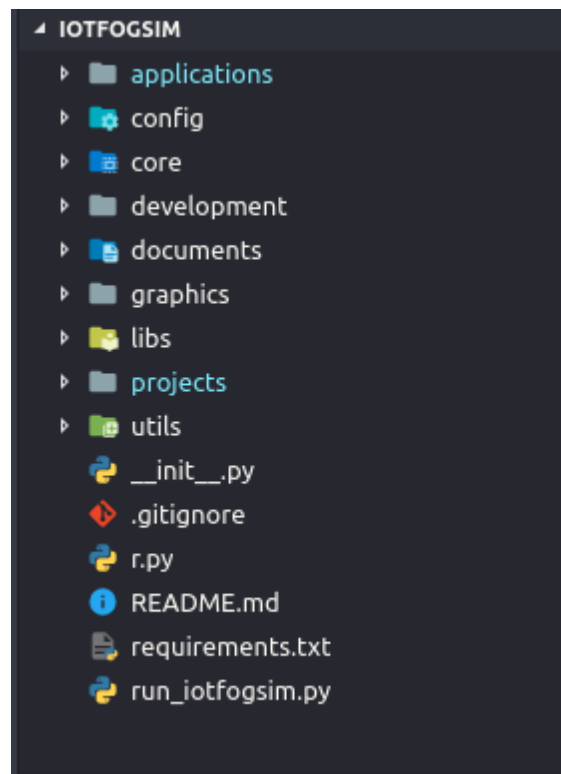 IOTFOGSIM
applications
config
core
development
documents
graphics
libs
projects
utils
__init__.py
.gitignore
r.py
README.md
requirements.txt
run_iotfogsim.py